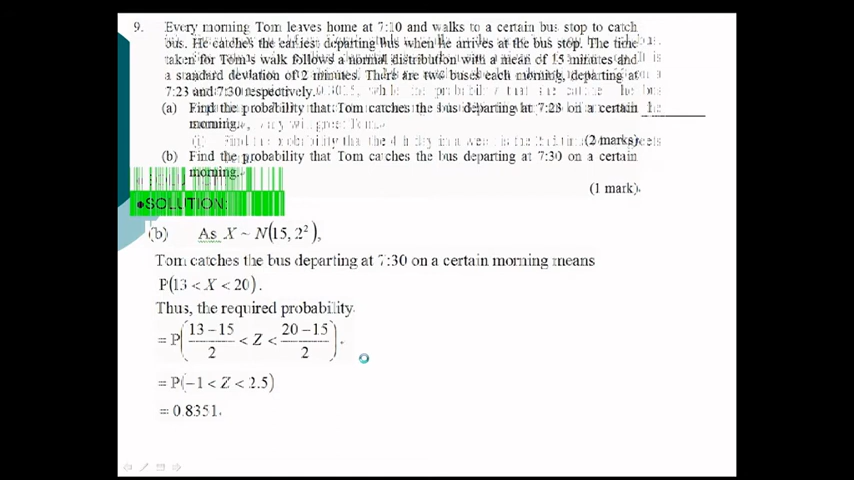 9. Every morning Tom leaves home at 7:10 and walks to a certain bus stop to catch
bus. He catches the earliest departing bus when he arrives at the bus stop. The time
taken for Tom's walk follows a normal distribution with a mean of 15 minutes and
a standard deviation of 2 minutes. There are two buses each morning, departing at
7:23 and 7:30 respectively.
(a) Find the probability that Tom catches the bus departing at 7:23 on a certain
morning.
(2 marks)
(b) Find the probability that Tom catches the bus departing at 7:30 on a certain
morning.
(1 mark)
●SOLUTION:
(b) As X ~ N(15, 2²),
Tom catches the bus departing at 7:30 on a certain morning means
P(13 < X < 20).
Thus, the required probability
= P((13 − 15)/2 < Z < (20 − 15)/2).
= P(−1 < Z < 2.5)
= 0.8351.